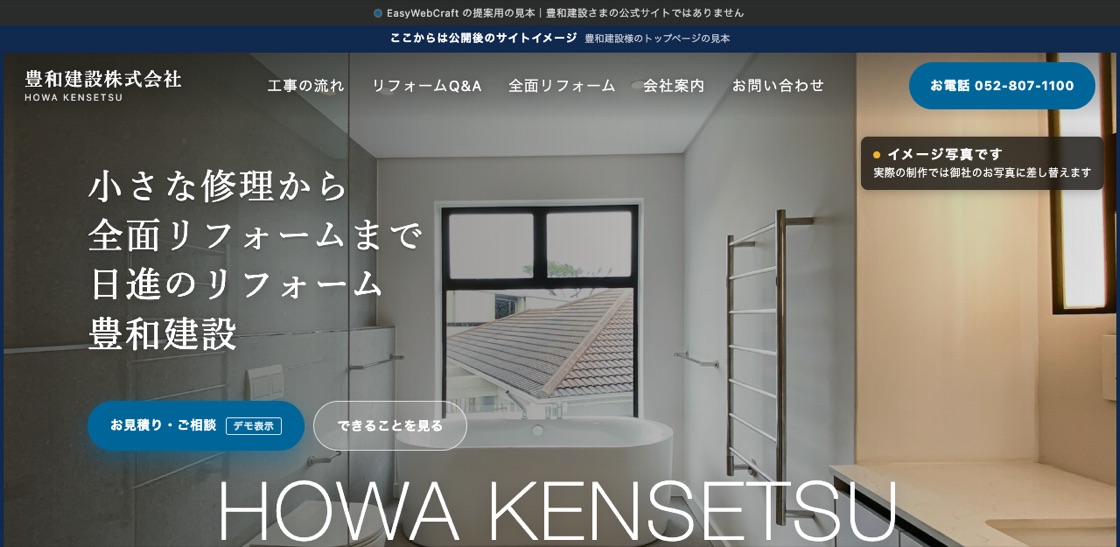 EasyWebCraft の提案用の見本｜豊和建設さまの公式サイトではありません
ここからは公開後のサイトイメージ 豊和建設様のトップページの見本
豊和建設株式会社
HOWA KENSETSU
工事の流れ リフォームQ&A 全面リフォーム 会社案内 お問い合わせ
お電話 052-807-1100
イメージ写真です
実際の制作では御社のお写真に差し替えます
小さな修理から
全面リフォームまで
日進のリフォーム
豊和建設
お見積り・ご相談 デモ表示
できることを見る
HOWA KENSETSU